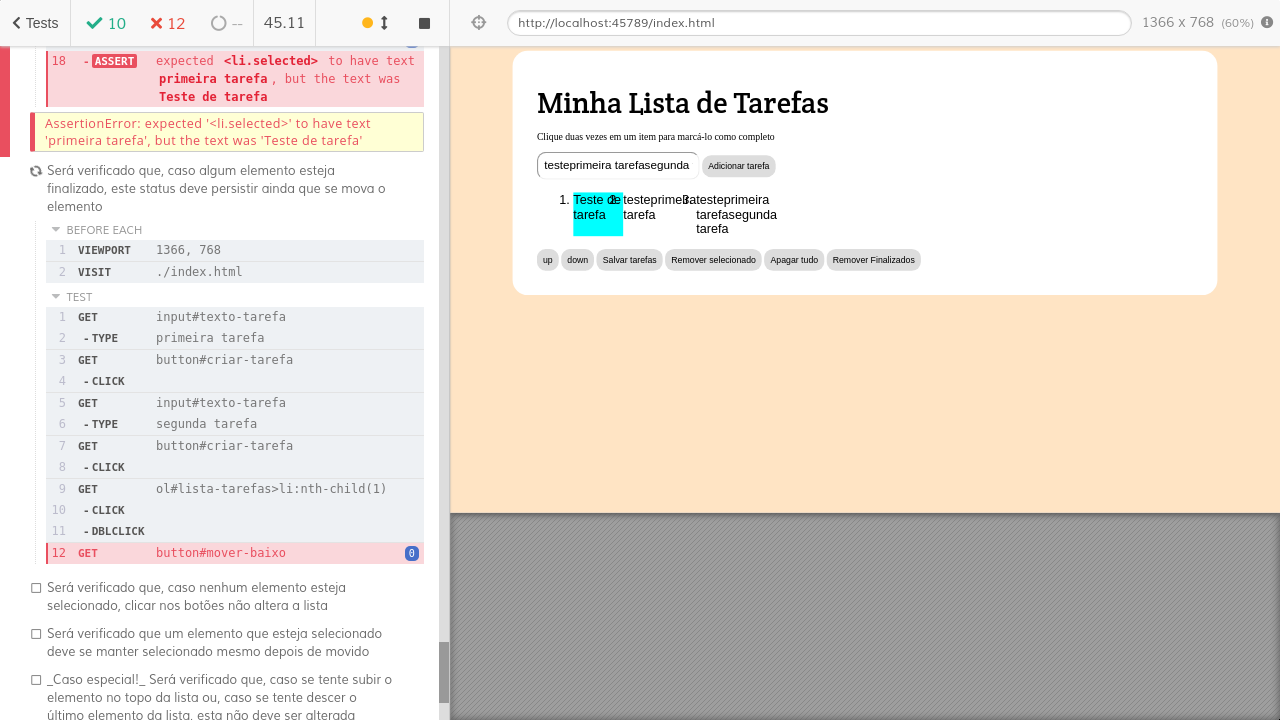 Tests
10
12
--
45.11
http://localhost:45789/index.html
1366 x 768 (60%)
18 - ASSERT expected <li.selected> to have text
primeira tarefa, but the text was
Teste de tarefa
AssertionError: expected '<li.selected>' to have text
'primeira tarefa', but the text was 'Teste de tarefa'
Será verificado que, caso algum elemento esteja
finalizado, este status deve persistir ainda que se mova o
elemento
BEFORE EACH
1 VIEWPORT 1366, 768
2 VISIT ./index.html
TEST
1 GET input#texto-tarefa
2 -TYPE primeira tarefa
3 GET button#criar-tarefa
4 -CLICK
5 GET input#texto-tarefa
6 -TYPE segunda tarefa
7 GET button#criar-tarefa
8 -CLICK
9 GET ol#lista-tarefas>li:nth-child(1)
10 -CLICK
11 -DBLCLICK
12 GET button#mover-baixo 0
Será verificado que, caso nenhum elemento esteja
selecionado, clicar nos botões não altera a lista
Será verificado que um elemento que esteja selecionado
deve se manter selecionado mesmo depois de movido
_Caso especial!_ Será verificado que, caso se tente subir o
elemento no topo da lista ou, caso se tente descer o
último elemento da lista, esta não deve ser alterada
Minha Lista de Tarefas
Clique duas vezes em um item para marcá-lo como completo
testeprimeira tarefasegunda
Adicionar tarefa
1. Teste de
tarefa
2. testeprimeira
tarefa
3. testeprimeira
tarefasegunda
tarefa
up
down
Salvar tarefas
Remover selecionado
Apagar tudo
Remover Finalizados